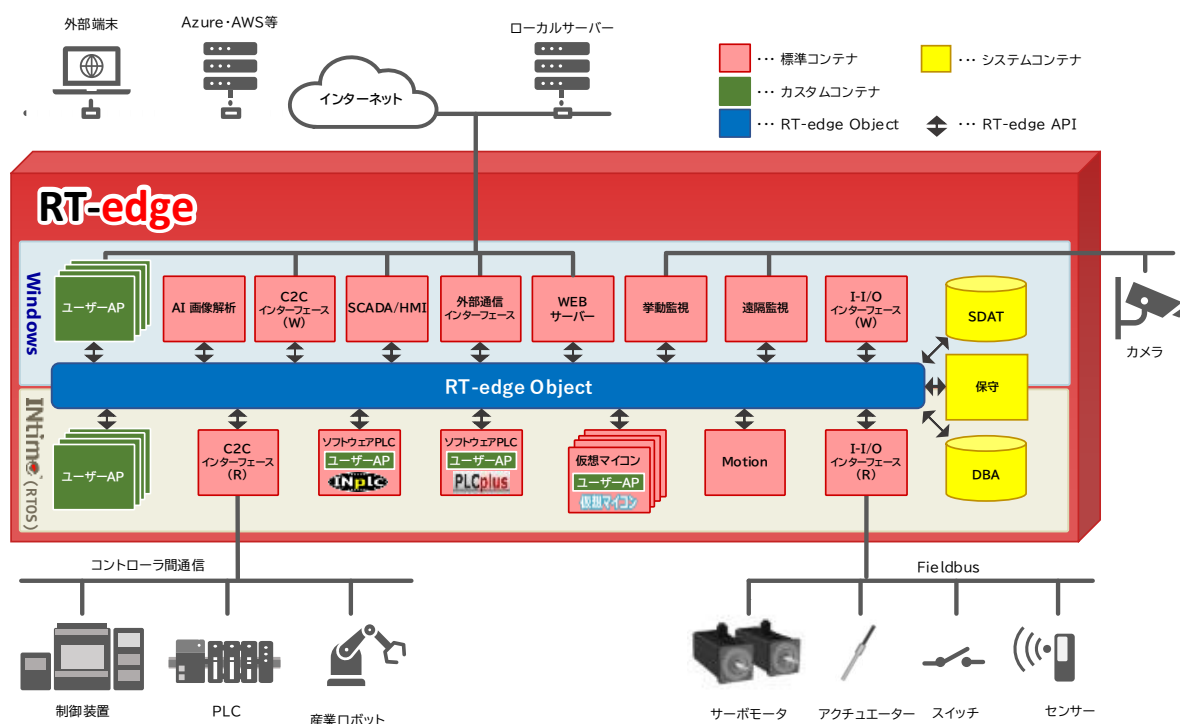 外部端末
Azure・AWS等
ローカルサーバー
インターネット
･･･ 標準コンテナ
･･･ システムコンテナ
･･･ カスタムコンテナ
･･･ RT-edge Object
･･･ RT-edge API
RT-edge
Windows
ユーザーAP
AI 画像解析
C2C
インターフェース
(W)
SCADA/HMI
外部通信
インターフェース
WEB
サーバー
挙動監視
遠隔監視
I-I/O
インターフェース
(W)
SDAT
カメラ
RT-edge Object
保守
INtime (RTOS)
ユーザーAP
C2C
インターフェース
(R)
ソフトウェアPLC
ユーザーAP
INplc
ソフトウェアPLC
ユーザーAP
PLCplus
仮想マイコン
ユーザーAP
仮想マイコン
Motion
I-I/O
インターフェース
(R)
DBA
コントローラ間通信
Fieldbus
制御装置
PLC
産業ロボット
サーボモータ
アクチュエーター
スイッチ
センサー